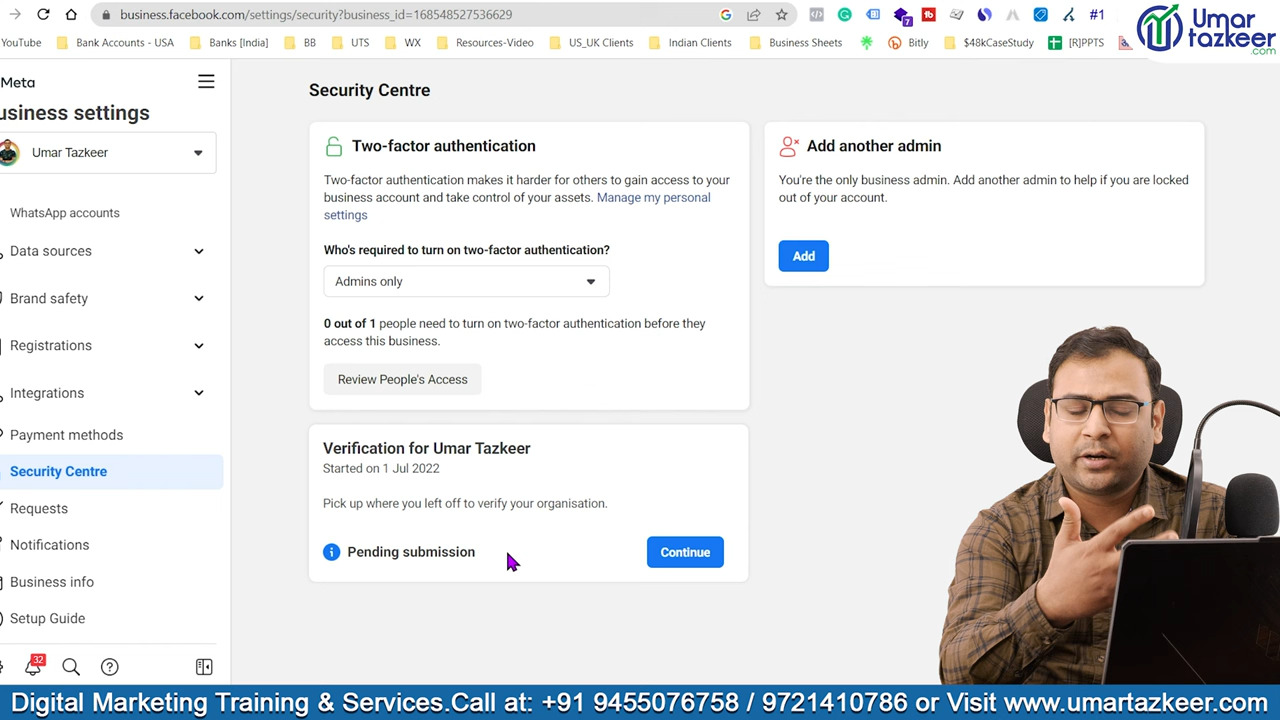 business.facebook.com/settings/security?business_id=168548527536629
#1
7
YouTube
Bank Accounts - USA
Banks [India]
BB
UTS
WX
Resources-Video
US_UK Clients
Indian Clients
Business Sheets
Bitly
$48kCaseStudy
[R]PPTS
Umar
tazkeer
.com
Meta
usiness settings
Umar Tazkeer
WhatsApp accounts
Data sources
Brand safety
Registrations
Integrations
Payment methods
Security Centre
Requests
Notifications
Business info
Setup Guide
32
Security Centre
Two-factor authentication
Two-factor authentication makes it harder for others to gain access to your
business account and take control of your assets. Manage my personal
settings
Who's required to turn on two-factor authentication?
Admins only
0 out of 1 people need to turn on two-factor authentication before they
access this business.
Review People's Access
Add another admin
You're the only business admin. Add another admin to help if you are locked
out of your account.
Add
Verification for Umar Tazkeer
Started on 1 Jul 2022
Pick up where you left off to verify your organisation.
Pending submission
Continue
Digital Marketing Training & Services.Call at: +91 9455076758 / 9721410786 or Visit www.umartazkeer.com